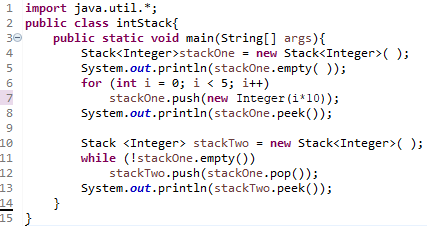 1 import java.util.*;
2 public class intStack{
3 public static void main(String[] args){
4 Stack<Integer>stackOne = new Stack<Integer>( );
5 System.out.println(stackOne.empty( ));
6 for (int i = 0; i < 5; i++)
7 stackOne.push(new Integer(i*10));
8 System.out.println(stackOne.peek());
9
10 Stack <Integer> stackTwo = new Stack<Integer>( );
11 while (!stackOne.empty())
12 stackTwo.push(stackOne.pop());
13 System.out.println(stackTwo.peek());
14 }
15 }